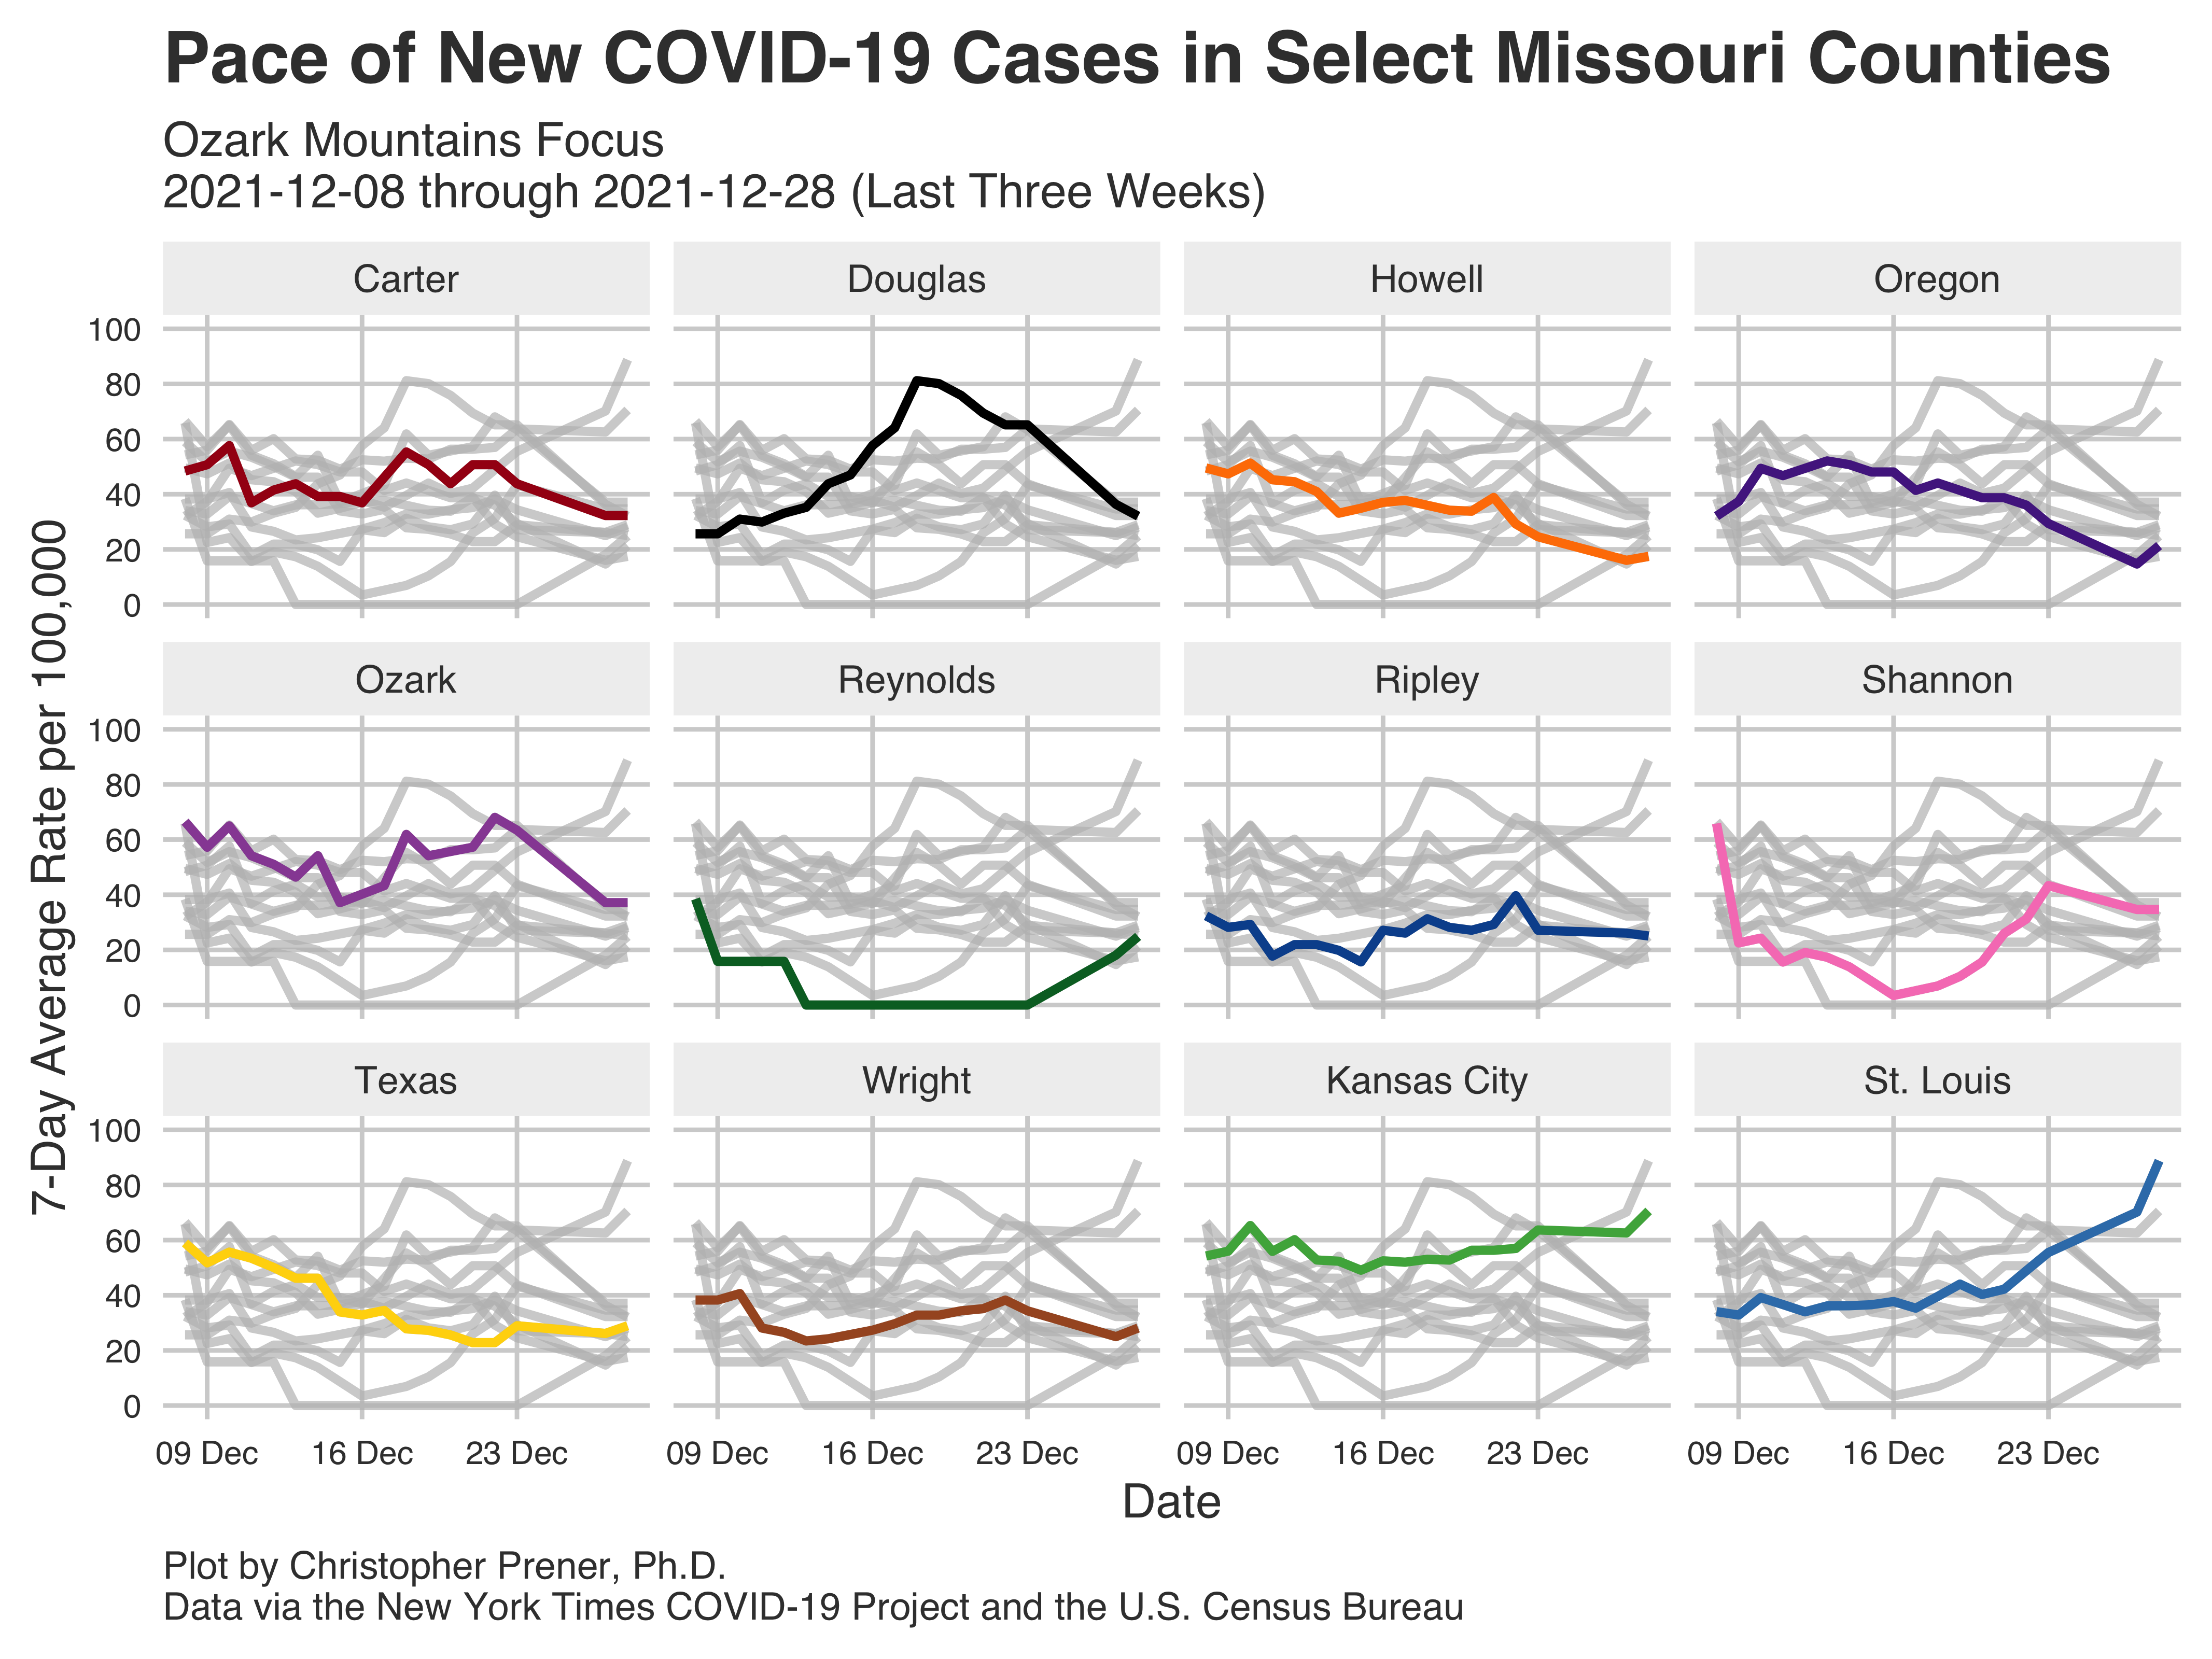 Pace of New COVID-19 Cases in Select Missouri Counties
Ozark Mountains Focus
2021-12-08 through 2021-12-28 (Last Three Weeks)
7-Day Average Rate per 100,000
Carter
Douglas
Howell
Oregon
100
80
60
40
20
0
Ozark
Reynolds
Ripley
Shannon
100
80
60
40
20
0
Texas
Wright
Kansas City
St. Louis
100
80
60
40
20
0
09 Dec 16 Dec 23 Dec
09 Dec 16 Dec 23 Dec
09 Dec 16 Dec 23 Dec
09 Dec 16 Dec 23 Dec
Date
Plot by Christopher Prener, Ph.D.
Data via the New York Times COVID-19 Project and the U.S. Census Bureau